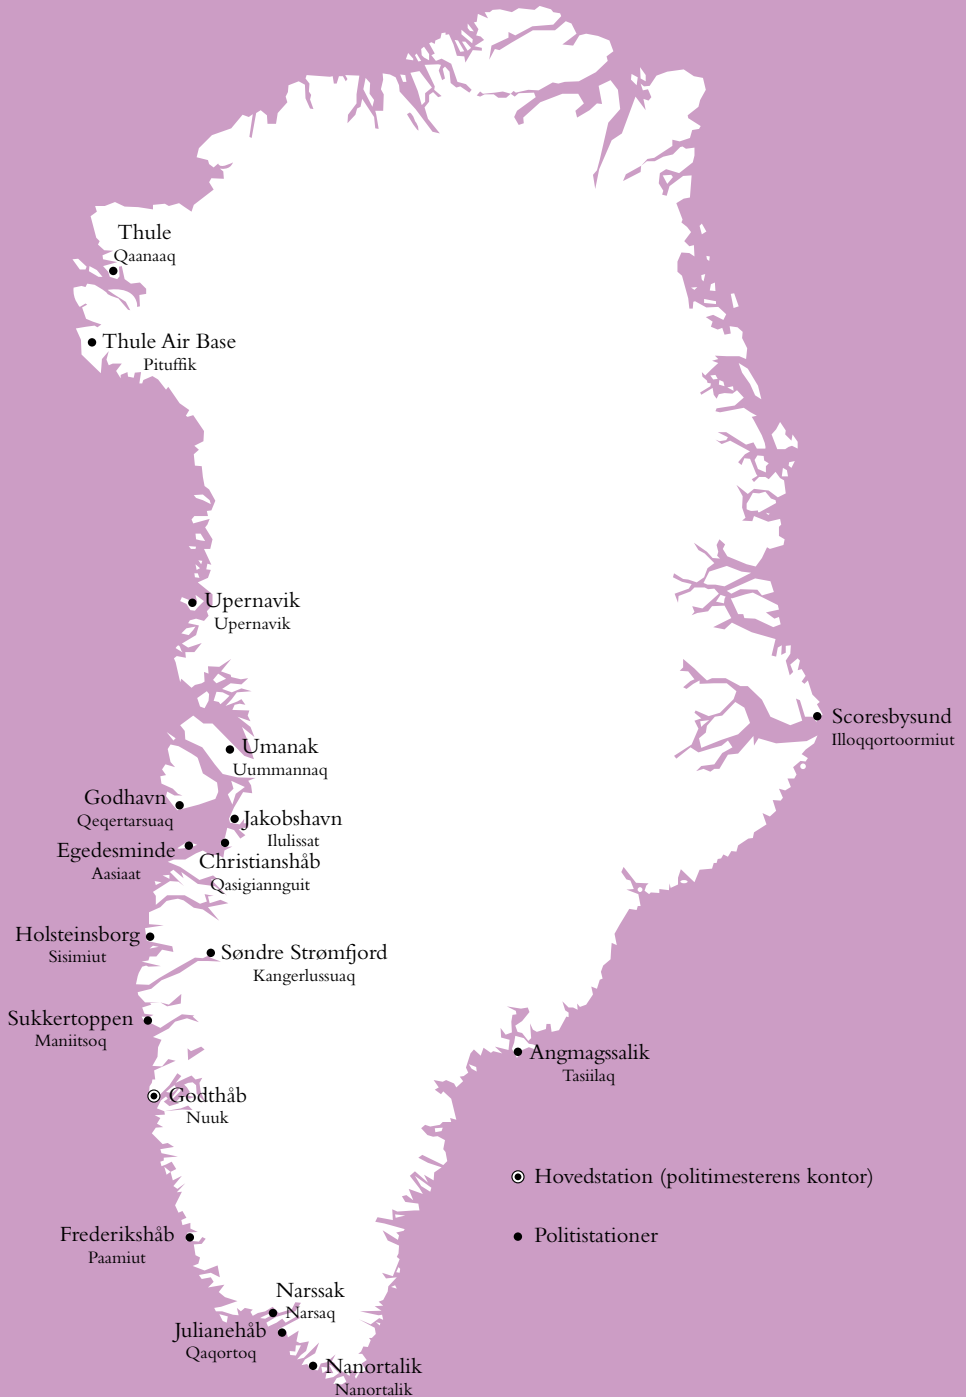 Thule
Qaanaaq
Thule Air Base
Pituffik
Upernavik
Upernavik
Scoresbysund
Illoqqortoormiut
Umanak
Uummannaq
Godhavn
Qeqertarsuaq
Jakobshavn
Ilulissat
Egedesminde
Aasiaat
Christianshåb
Qasigiannguit
Holsteinsborg
Sisimiut
Søndre Strømfjord
Kangerlussuaq
Sukkertoppen
Maniitsoq
Angmagssalik
Tasiilaq
Godthåb
Nuuk
Hovedstation (politimesterens kontor)
Politistationer
Frederikshåb
Paamiut
Narssak
Narsaq
Julianehåb
Qaqortoq
Nanortalik
Nanortalik